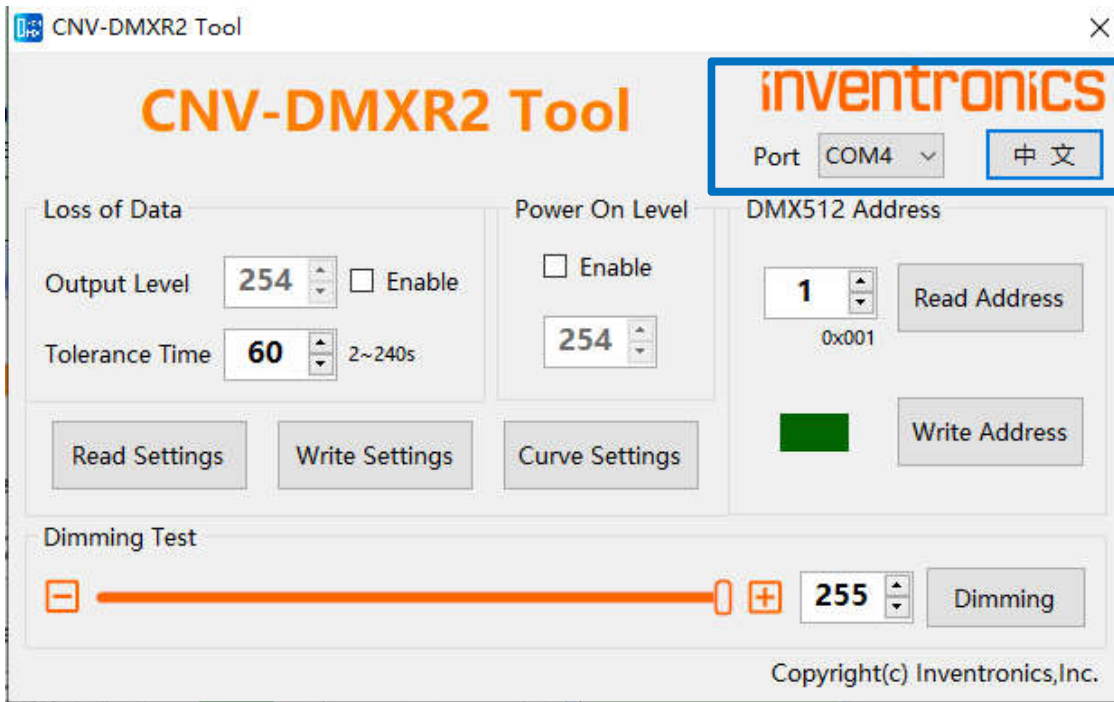 CNV-DMXR2 Tool
CNV-DMXR2 Tool
inventronics
Port COM4 中 文
Loss of Data
Output Level 254 Enable
Tolerance Time 60 2~240s
Power On Level
Enable
254
DMX512 Address
1 Read Address
0x001
Write Address
Read Settings Write Settings Curve Settings
Dimming Test
255 Dimming
Copyright(c) Inventronics,Inc.